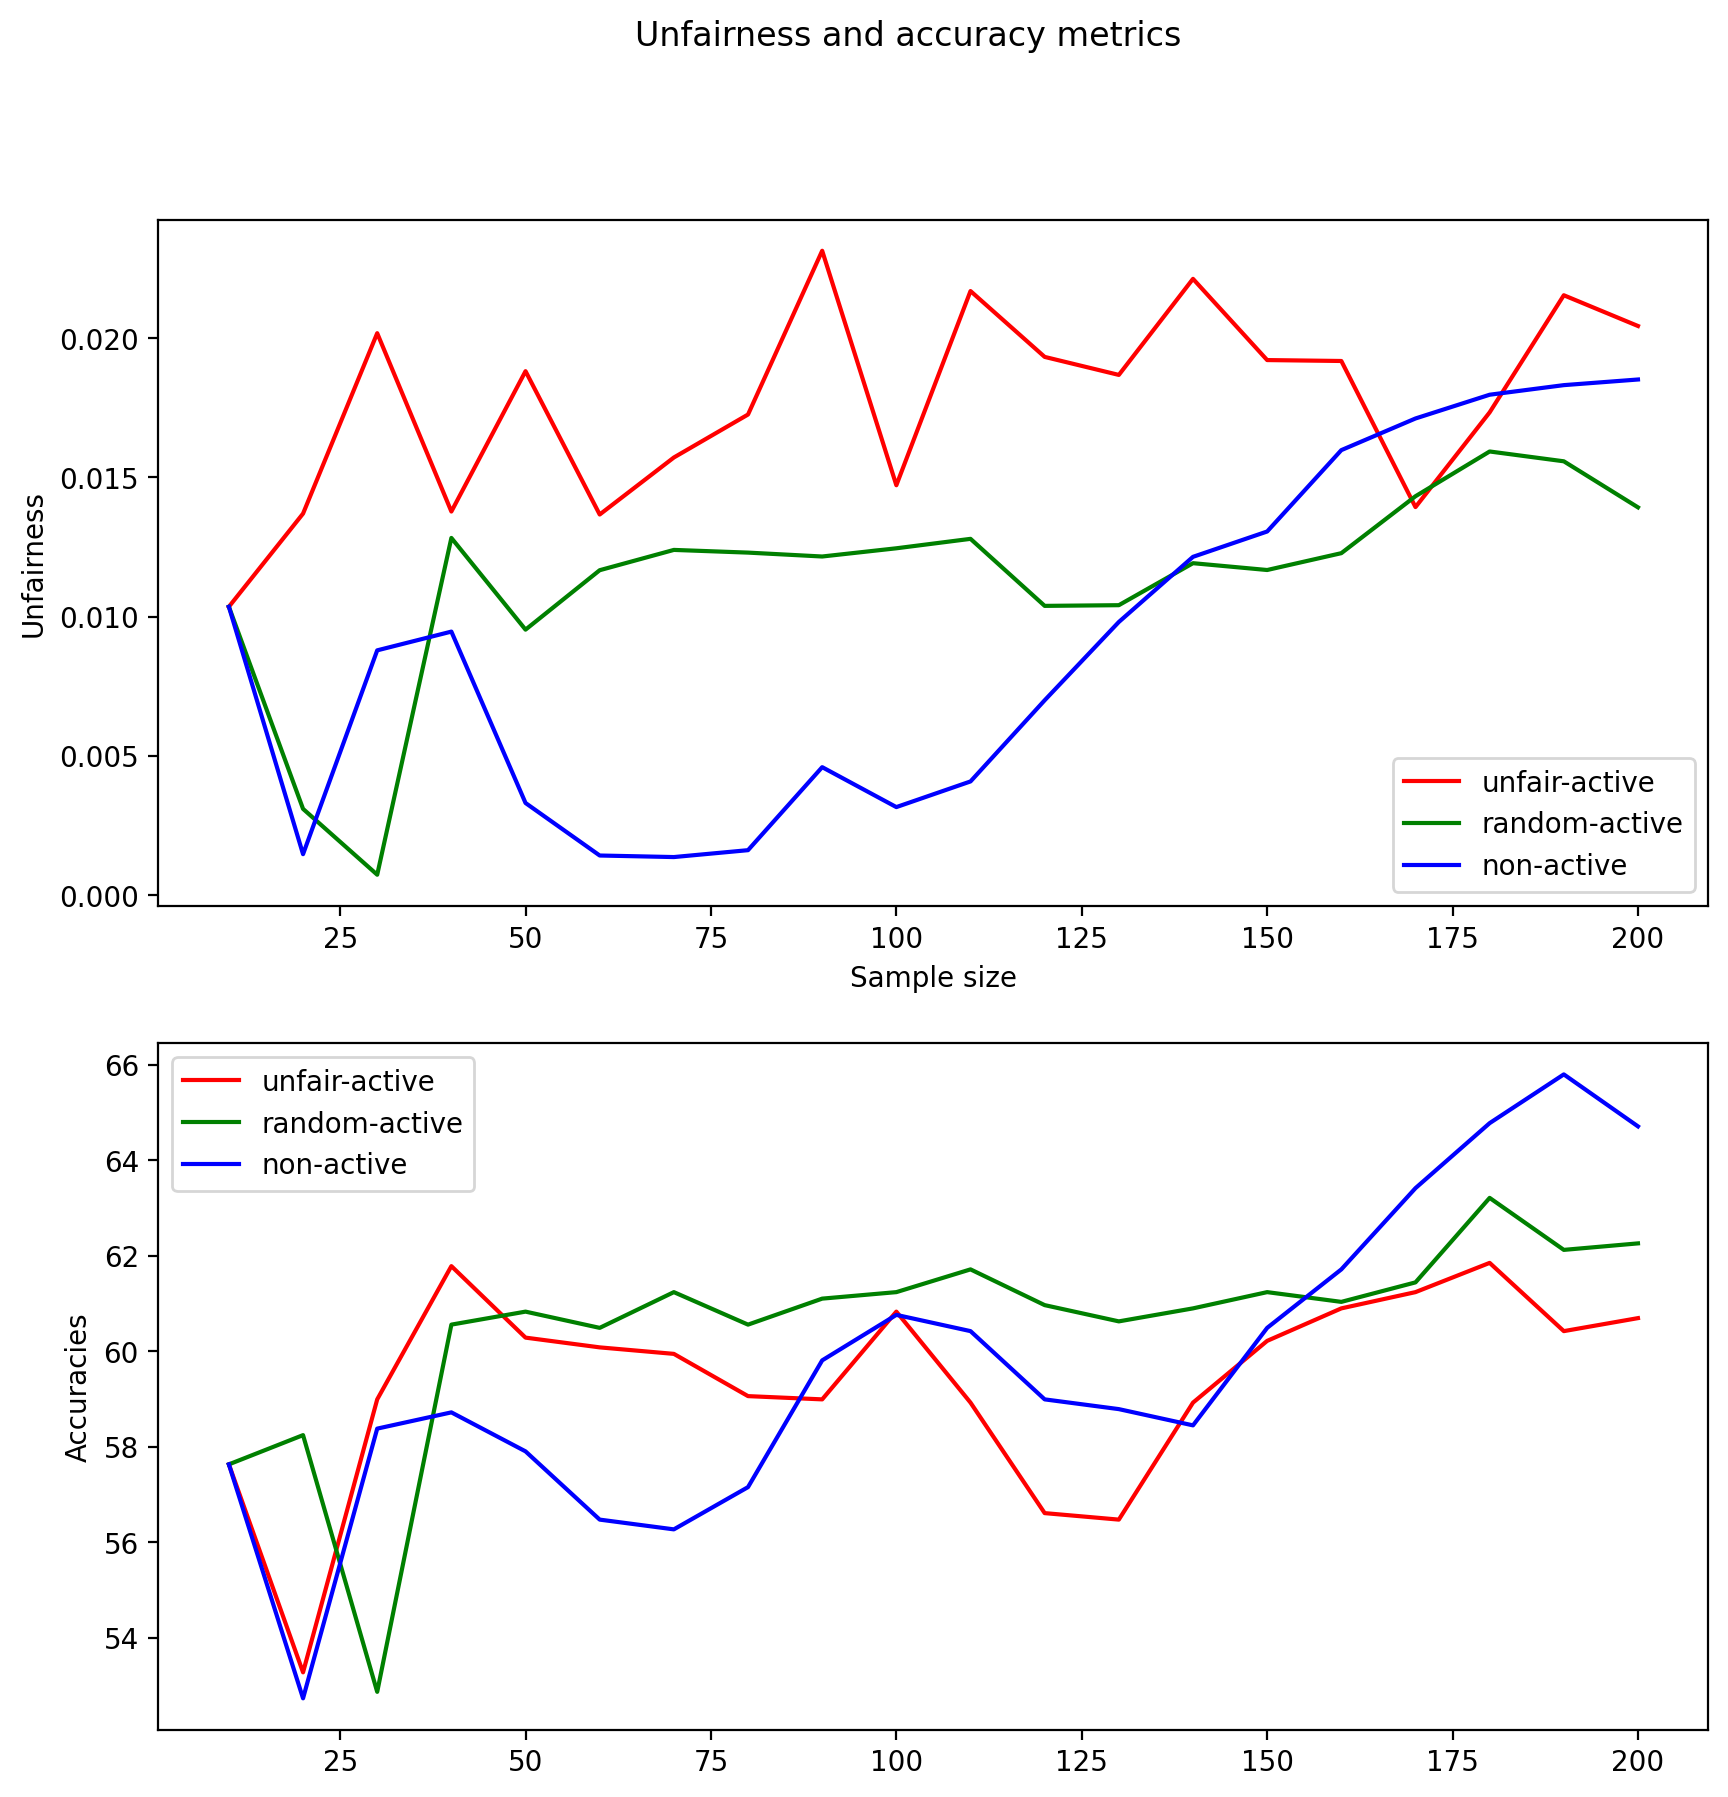 Unfairness and accuracy metrics
Unfairness
0.020
0.015
0.010
0.005
0.000
unfair-active
random-active
non-active
25 50 75 100 125 150 175 200
Sample size
Accuracies
66
64
62
60
58
56
54
unfair-active
random-active
non-active
25 50 75 100 125 150 175 200